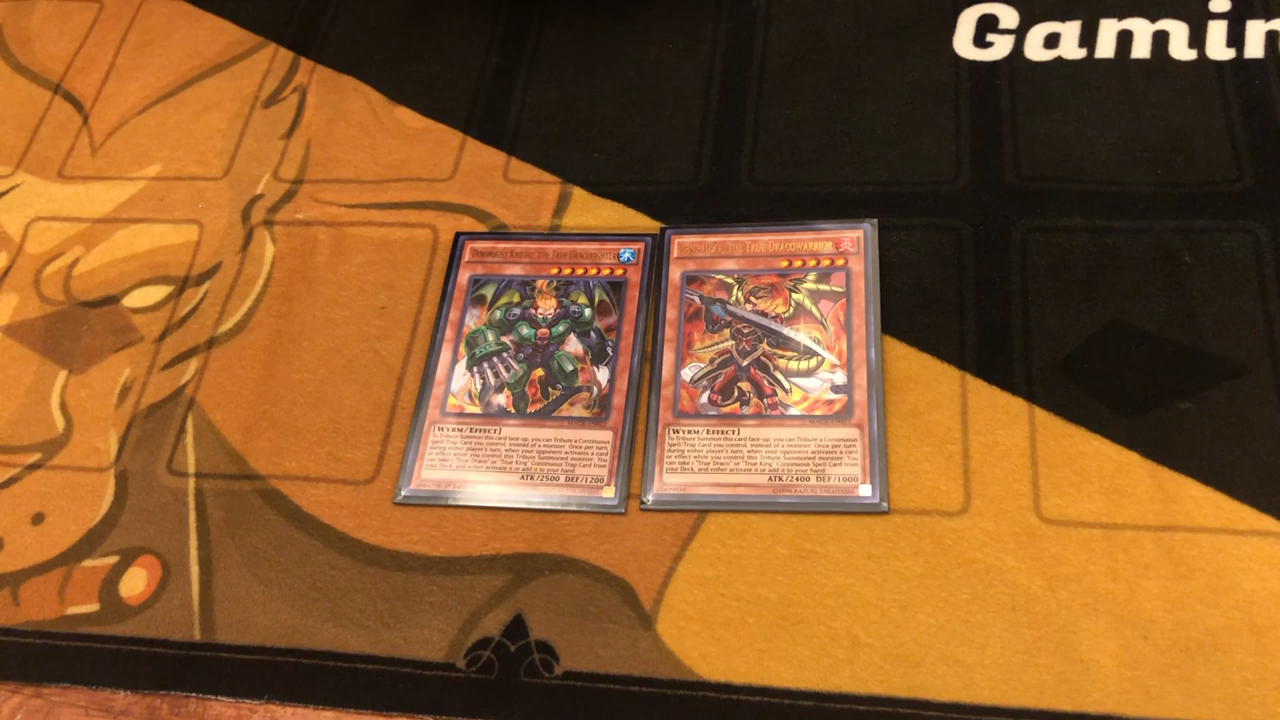 Gamin
Dinomight Knight, the True Dracofighter
[Wyrm/Effect]
To Tribute Summon this card face-up, you can Tribute a Continuous
Spell/Trap Card you control, instead of a monster. Once per turn,
during either player's turn, when your opponent activates a card
or effect while you control this Tribute Summoned monster: You
can take 1 "True Draco" or "True King" Continuous Trap Card from
your Deck, and either activate it or add it to your hand.
ATK/2500 DEF/1200
the True Dracowarrior
[Wyrm/Effect]
To Tribute Summon this card face-up, you can Tribute a Continuous
Spell/Trap Card you control, instead of a monster. Once per turn,
during either player's turn, when your opponent activates a card
or effect while you control this Tribute Summoned monster: You
can take 1 "True Draco" or "True King" Continuous Spell Card from
your Deck, and either activate it or add it to your hand.
ATK/2400 DEF/1000
©1996 KAZUKI TAKAHASHI